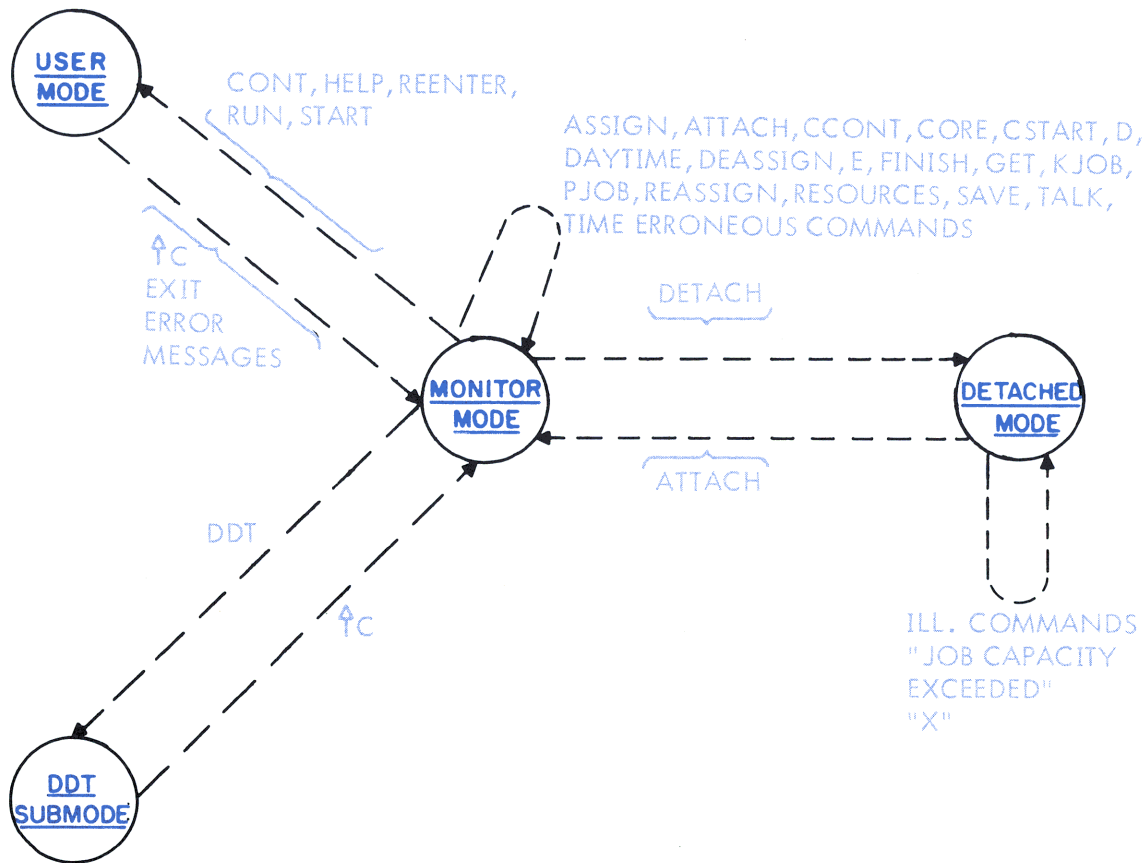 USER
MODE
CONT, HELP, REENTER,
RUN, START
ASSIGN, ATTACH, CCONT, CORE, CSTART, D,
DAYTIME, DEASSIGN, E, FINISH, GET, KJOB,
PJOB, REASSIGN, RESOURCES, SAVE, TALK,
TIME ERRONEOUS COMMANDS
↑C
EXIT
ERROR
MESSAGES
DETACH
MONITOR
MODE
DETACHED
MODE
ATTACH
DDT
↑C
ILL. COMMANDS
"JOB CAPACITY
EXCEEDED"
"X"
DDT
SUBMODE